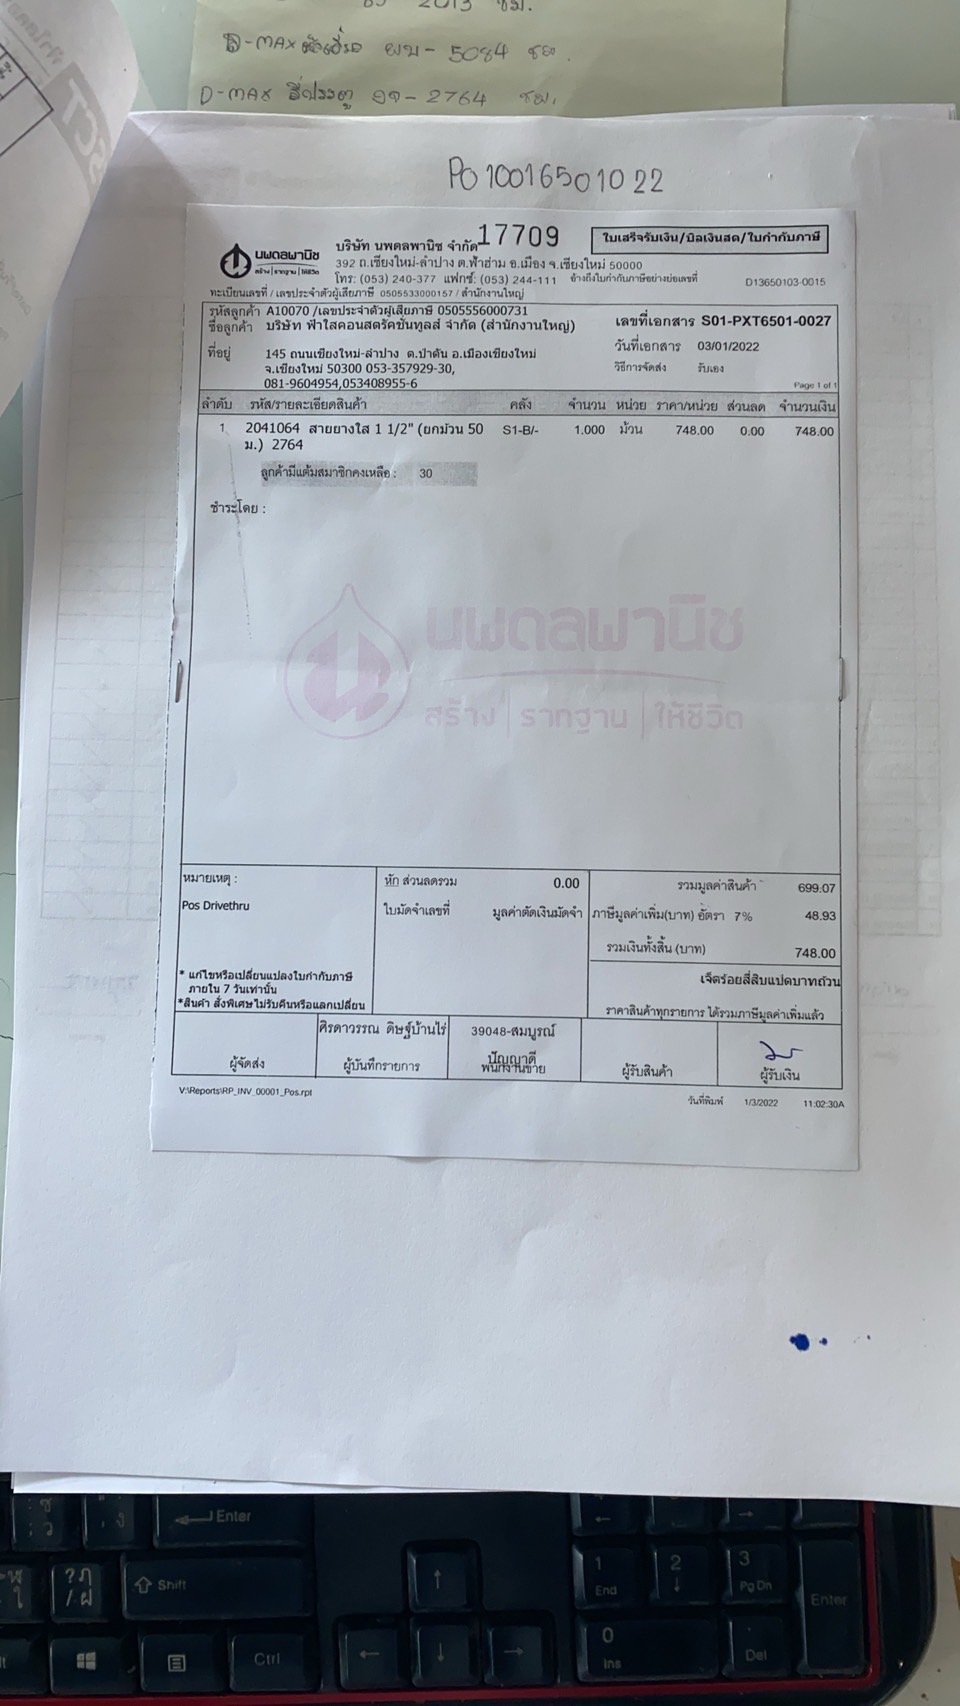 2013 ชม.
D-MAX ผบ - 5084 ชม.
D-MAX สี่ประตู - 2764 ชม.
SCT
PO10016501022
นพดลพานิช
สร้าง | รากฐาน | ให้ชีวิต
บริษัท นพดลพานิช จำกัด 17709
ใบเสร็จรับเงิน/บิลเงินสด/ใบกำกับภาษี
392 ถ.เชียงใหม่-ลำปาง ต.ฟ้าฮ่าม อ.เมือง จ.เชียงใหม่ 50000
โทร: (053) 240-377 แฟกซ์: (053) 244-111 อ้างถึงใบกำกับภาษีอย่างย่อเลขที่ D13650103-0015
ทะเบียนเลขที่ / เลขประจำตัวผู้เสียภาษี 0505533000157 / สำนักงานใหญ่
รหัสลูกค้า A10070 /เลขประจำตัวผู้เสียภาษี 0505556000731
ชื่อลูกค้า บริษัท ฟ้าใสคอนสตรัคชั่นทูลส์ จำกัด (สำนักงานใหญ่)
เลขที่เอกสาร S01-PXT6501-0027
ที่อยู่ 145 ถนนเชียงใหม่-ลำปาง ต.ป่าตัน อ.เมืองเชียงใหม่
วันที่เอกสาร 03/01/2022
จ.เชียงใหม่ 50300 053-357929-30,
วิธีการจัดส่ง รับเอง
081-9604954,053408955-6
Page 1 of 1
ลำดับ รหัส/รายละเอียดสินค้า คลัง จำนวน หน่วย ราคา/หน่วย ส่วนลด จำนวนเงิน
1 2041064 สายยางใส 1 1/2" (ยกม้วน 50 S1-B/- 1.000 ม้วน 748.00 0.00 748.00
ม.) 2764
ลูกค้ามีแต้มสมาชิกคงเหลือ : 30
ชำระโดย :
นพดลพานิช
สร้าง | รากฐาน | ให้ชีวิต
หมายเหตุ :
Pos Drivethru
* แก้ไขหรือเปลี่ยนแปลงใบกำกับภาษี
ภายใน 7 วันเท่านั้น
*สินค้า สั่งพิเศษไม่รับคืนหรือแลกเปลี่ยน
หัก ส่วนลดรวม 0.00
ใบมัดจำเลขที่ มูลค่าตัดเงินมัดจำ
รวมมูลค่าสินค้า 699.07
ภาษีมูลค่าเพิ่ม(บาท) อัตรา 7% 48.93
รวมเงินทั้งสิ้น (บาท) 748.00
เจ็ดร้อยสี่สิบแปดบาทถ้วน
ราคาสินค้าทุกรายการ ได้รวมภาษีมูลค่าเพิ่มแล้ว
ศิรดาวรรณ ดิษฐ์บ้านไร่ 39048-สมบูรณ์
ปัญญาดี
ผู้จัดส่ง ผู้บันทึกรายการ พนักงานขาย ผู้รับสินค้า ผู้รับเงิน
V:\Reports\RP_INV_00001_Pos.rpt
วันที่พิมพ์ 1/3/2022 11:02:30A
Enter
Shift
Ctrl
1
End
2
3
Pg Dn
Enter
0
Ins
.
Del